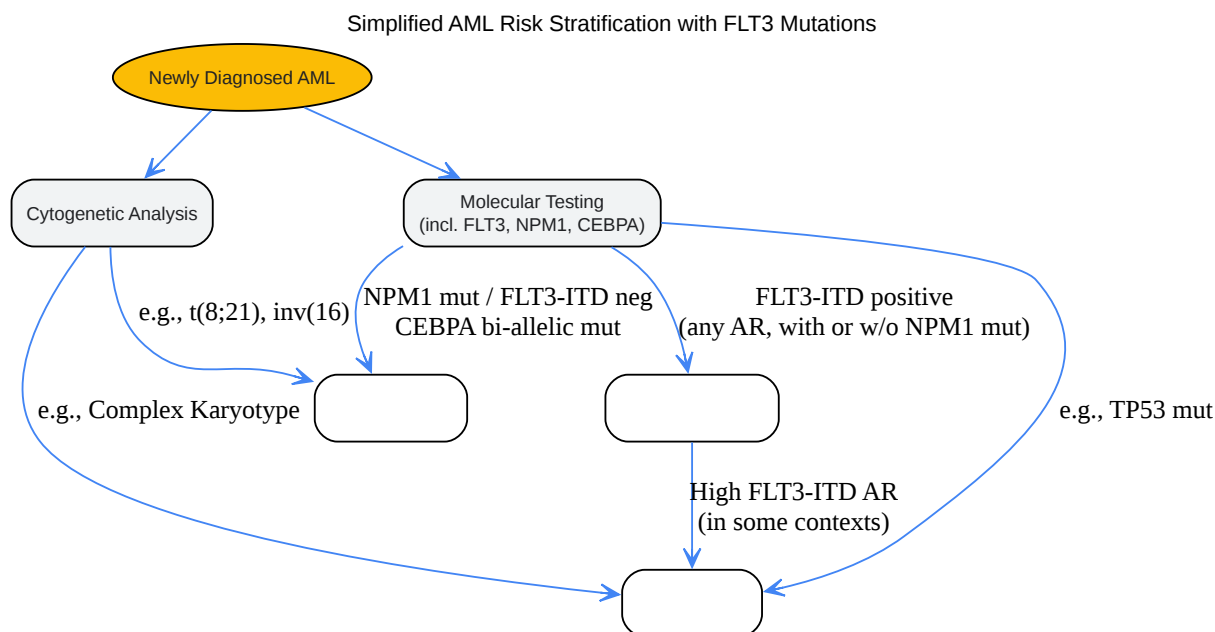 Simplified AML Risk Stratification with FLT3 Mutations
Newly Diagnosed AML
Cytogenetic Analysis
Molecular Testing
(incl. FLT3, NPM1, CEBPA)
e.g., t(8;21), inv(16)
NPM1 mut / FLT3-ITD neg
CEBPA bi-allelic mut
FLT3-ITD positive
(any AR, with or w/o NPM1 mut)
e.g., Complex Karyotype
e.g., TP53 mut
High FLT3-ITD AR
(in some contexts)